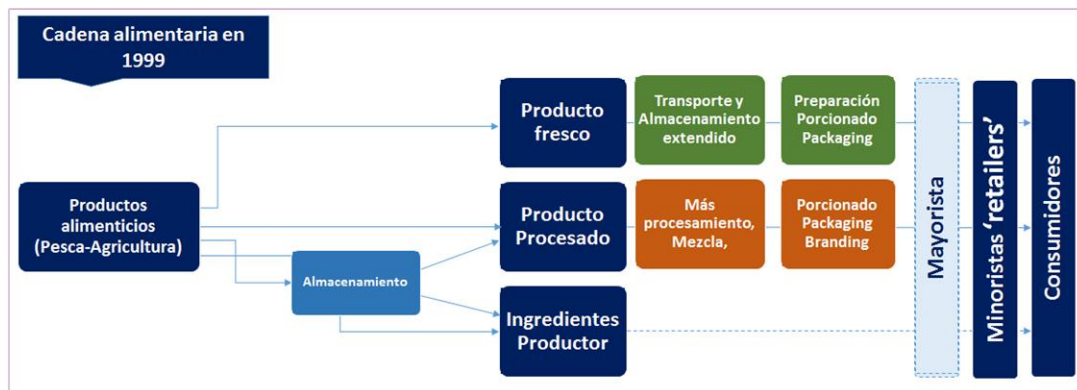 Cadena alimentaria en
1999
Productos
alimenticios
(Pesca-Agricultura)
Almacenamiento
Producto
fresco
Transporte y
Almacenamiento
extendido
Preparación
Porcionado
Packaging
Producto
Procesado
Más
procesamiento,
Mezcla,
Porcionado
Packaging
Branding
Ingredientes
Productor
Mayorista
Minoristas ‘retailers’
Consumidores